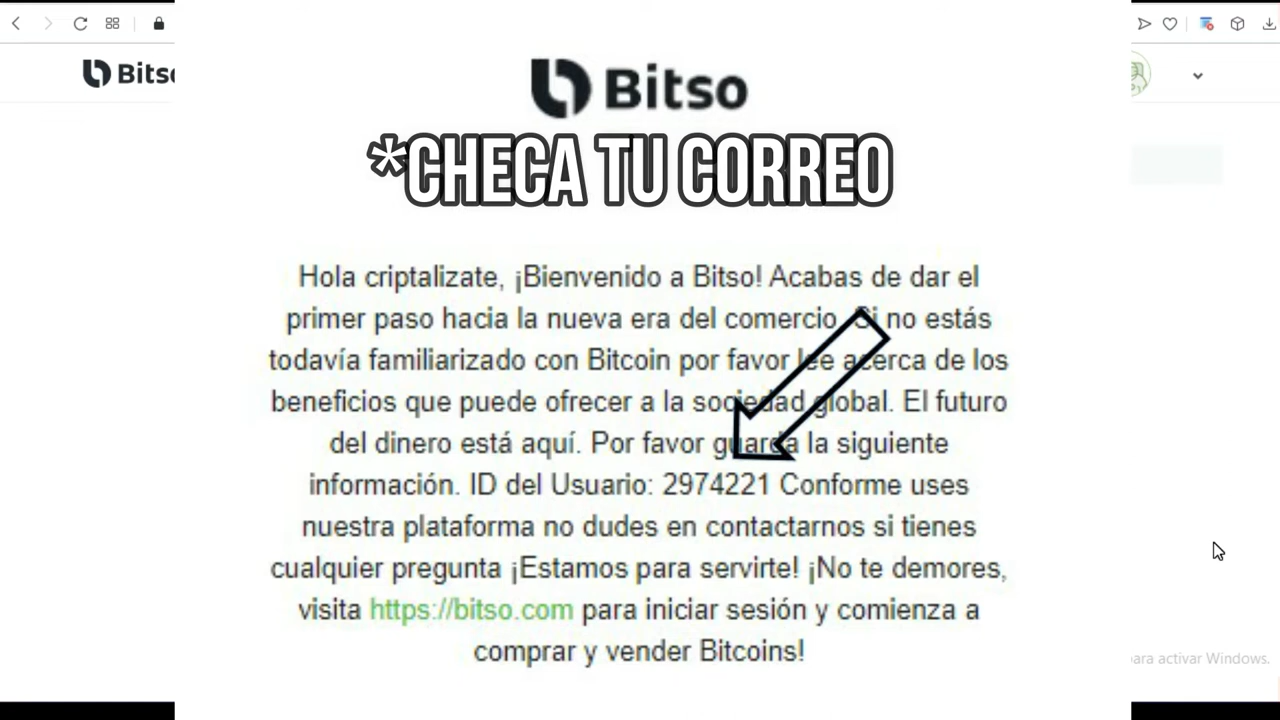 Bitso
Bitso
*CHECA TU CORREO
Hola criptalizate, ¡Bienvenido a Bitso! Acabas de dar el
primer paso hacia la nueva era del comercio. Si no estás
todavía familiarizado con Bitcoin por favor lee acerca de los
beneficios que puede ofrecer a la sociedad global. El futuro
del dinero está aquí. Por favor guarda la siguiente
información. ID del Usuario: 2974221 Conforme uses
nuestra plataforma no dudes en contactarnos si tienes
cualquier pregunta ¡Estamos para servirte! ¡No te demores,
visita https://bitso.com para iniciar sesión y comienza a
comprar y vender Bitcoins!
para activar Windows.